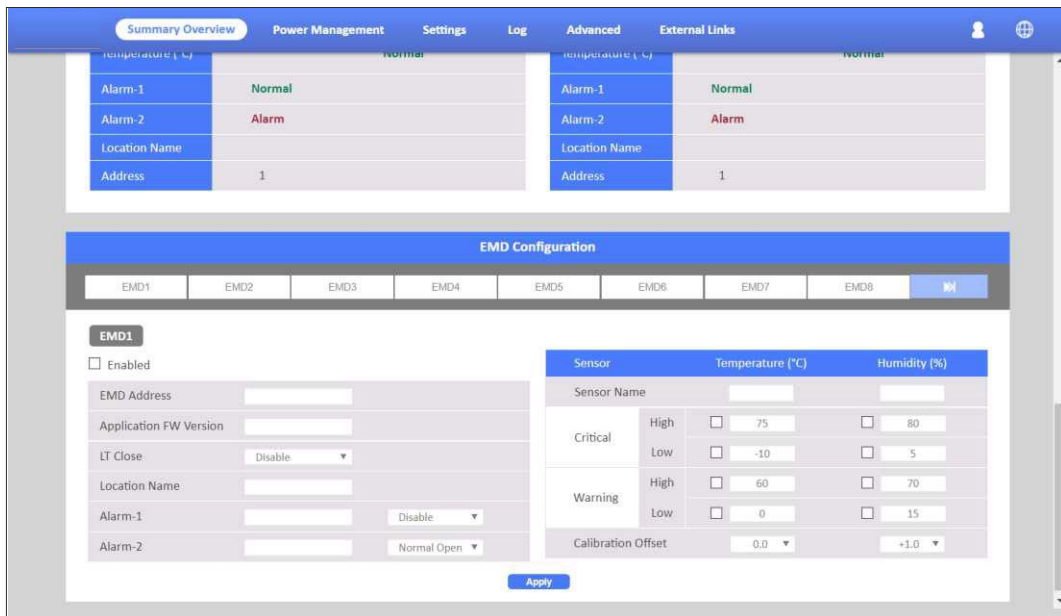 Summary Overview Power Management Settings Log Advanced External Links
Temperature (°C) Normal Temperature (°C) Normal
Alarm-1 Normal Alarm-1 Normal
Alarm-2 Alarm Alarm-2 Alarm
Location Name Location Name
Address 1 Address 1
EMD Configuration
EMD1 EMD2 EMD3 EMD4 EMD5 EMD6 EMD7 EMD8
EMD1
Enabled
Sensor Temperature (°C) Humidity (%)
EMD Address
Sensor Name
Application FW Version
Critical High 75 80
LT Close Disable
Low -10 5
Location Name
Warning High 60 70
Alarm-1 Disable
Low 0 15
Alarm-2 Normal Open
Calibration Offset 0.0 +1.0
Apply